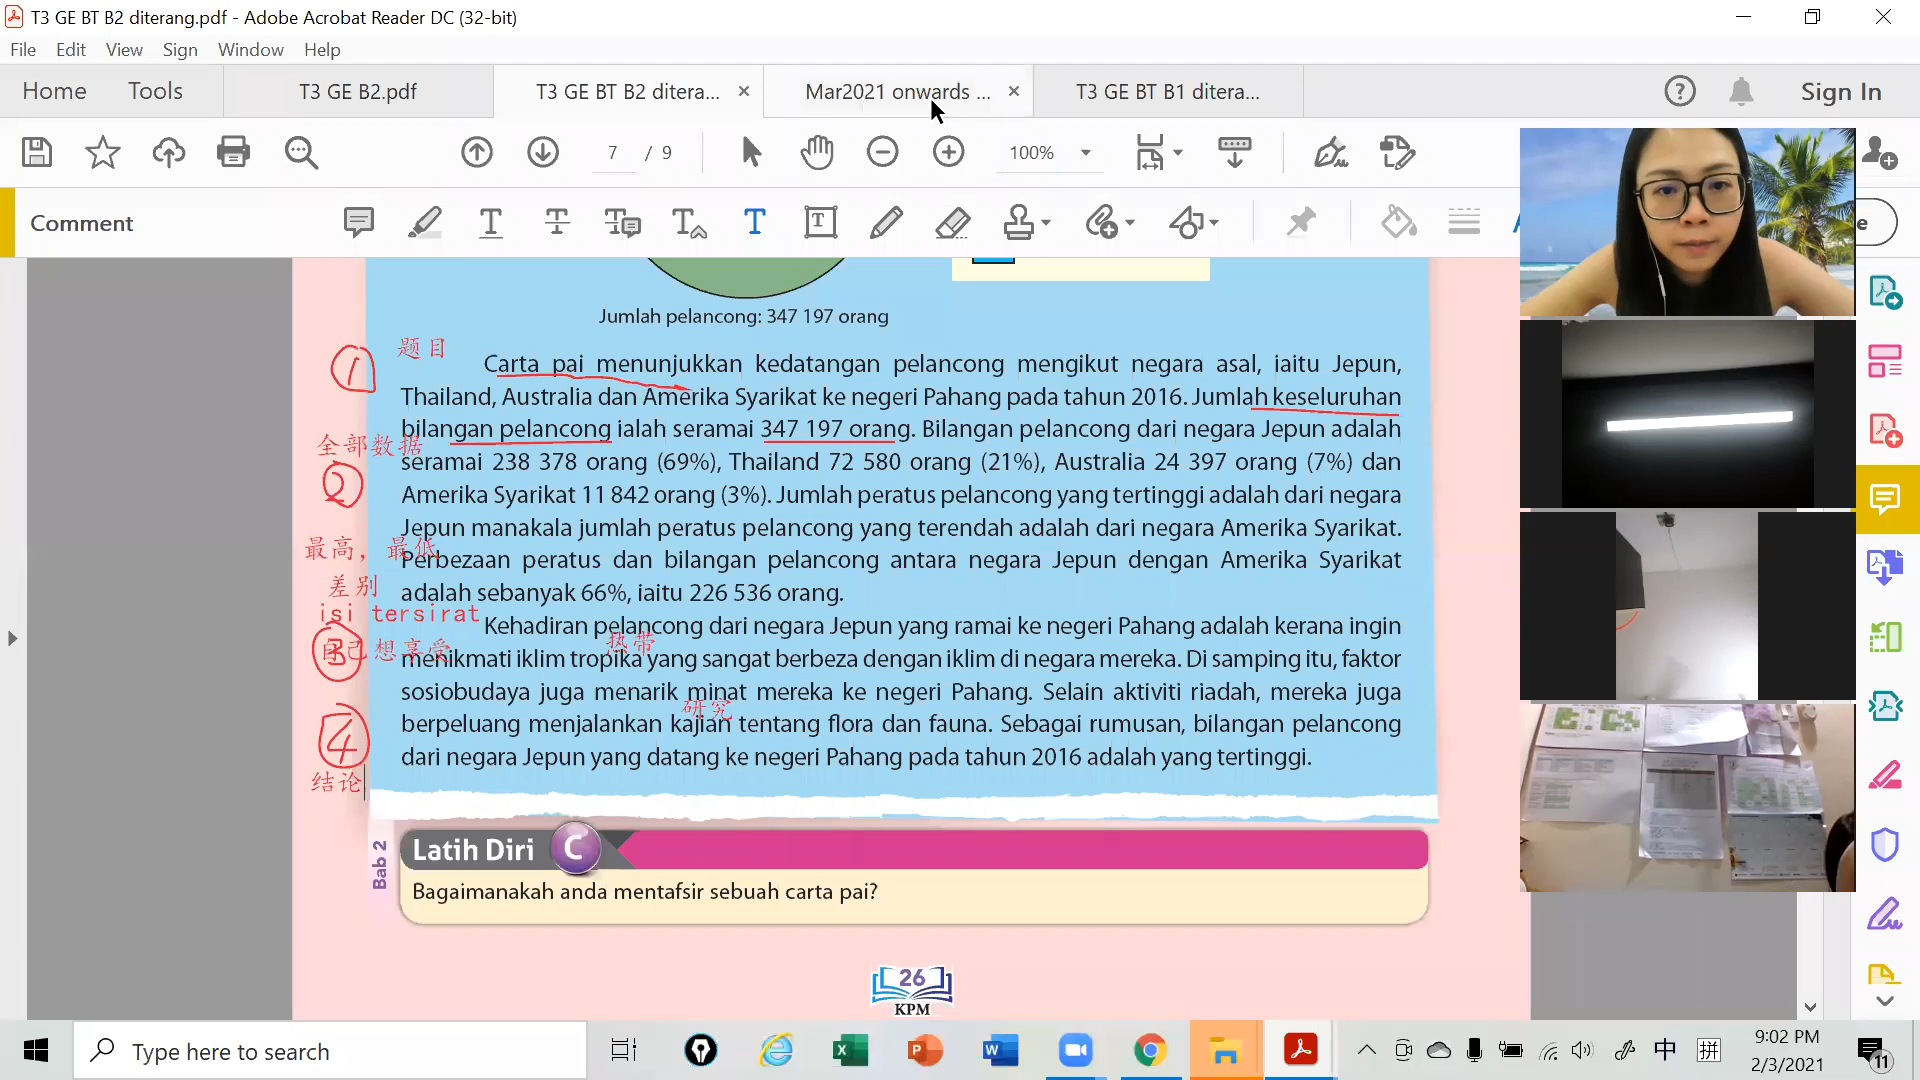 T3 GE BT B2 diterang.pdf - Adobe Acrobat Reader DC (32-bit)
File Edit View Sign Window Help
Home Tools T3 GE B2.pdf T3 GE BT B2 ditera... Mar2021 onwards ... T3 GE BT B1 ditera... Sign In
7 / 9 100%
Comment
Jumlah pelancong: 347 197 orang
1 题目
Carta pai menunjukkan kedatangan pelancong mengikut negara asal, iaitu Jepun,
Thailand, Australia dan Amerika Syarikat ke negeri Pahang pada tahun 2016. Jumlah keseluruhan
bilangan pelancong ialah seramai 347 197 orang. Bilangan pelancong dari negara Jepun adalah
全部数据
seramai 238 378 orang (69%), Thailand 72 580 orang (21%), Australia 24 397 orang (7%) dan
2
Amerika Syarikat 11 842 orang (3%). Jumlah peratus pelancong yang tertinggi adalah dari negara
Jepun manakala jumlah peratus pelancong yang terendah adalah dari negara Amerika Syarikat.
最高，最低
Perbezaan peratus dan bilangan pelancong antara negara Jepun dengan Amerika Syarikat
差别
adalah sebanyak 66%, iaitu 226 536 orang.
isi tersirat
Kehadiran pelancong dari negara Jepun yang ramai ke negeri Pahang adalah kerana ingin
热带
3 自己想享受
menikmati iklim tropika yang sangat berbeza dengan iklim di negara mereka. Di samping itu, faktor
sosiobudaya juga menarik minat mereka ke negeri Pahang. Selain aktiviti riadah, mereka juga
研究
4
berpeluang menjalankan kajian tentang flora dan fauna. Sebagai rumusan, bilangan pelancong
dari negara Jepun yang datang ke negeri Pahang pada tahun 2016 adalah yang tertinggi.
结论
Bab 2
Latih Diri C
Bagaimanakah anda mentafsir sebuah carta pai?
26
KPM
Type here to search
中 拼
9:02 PM
2/3/2021
11